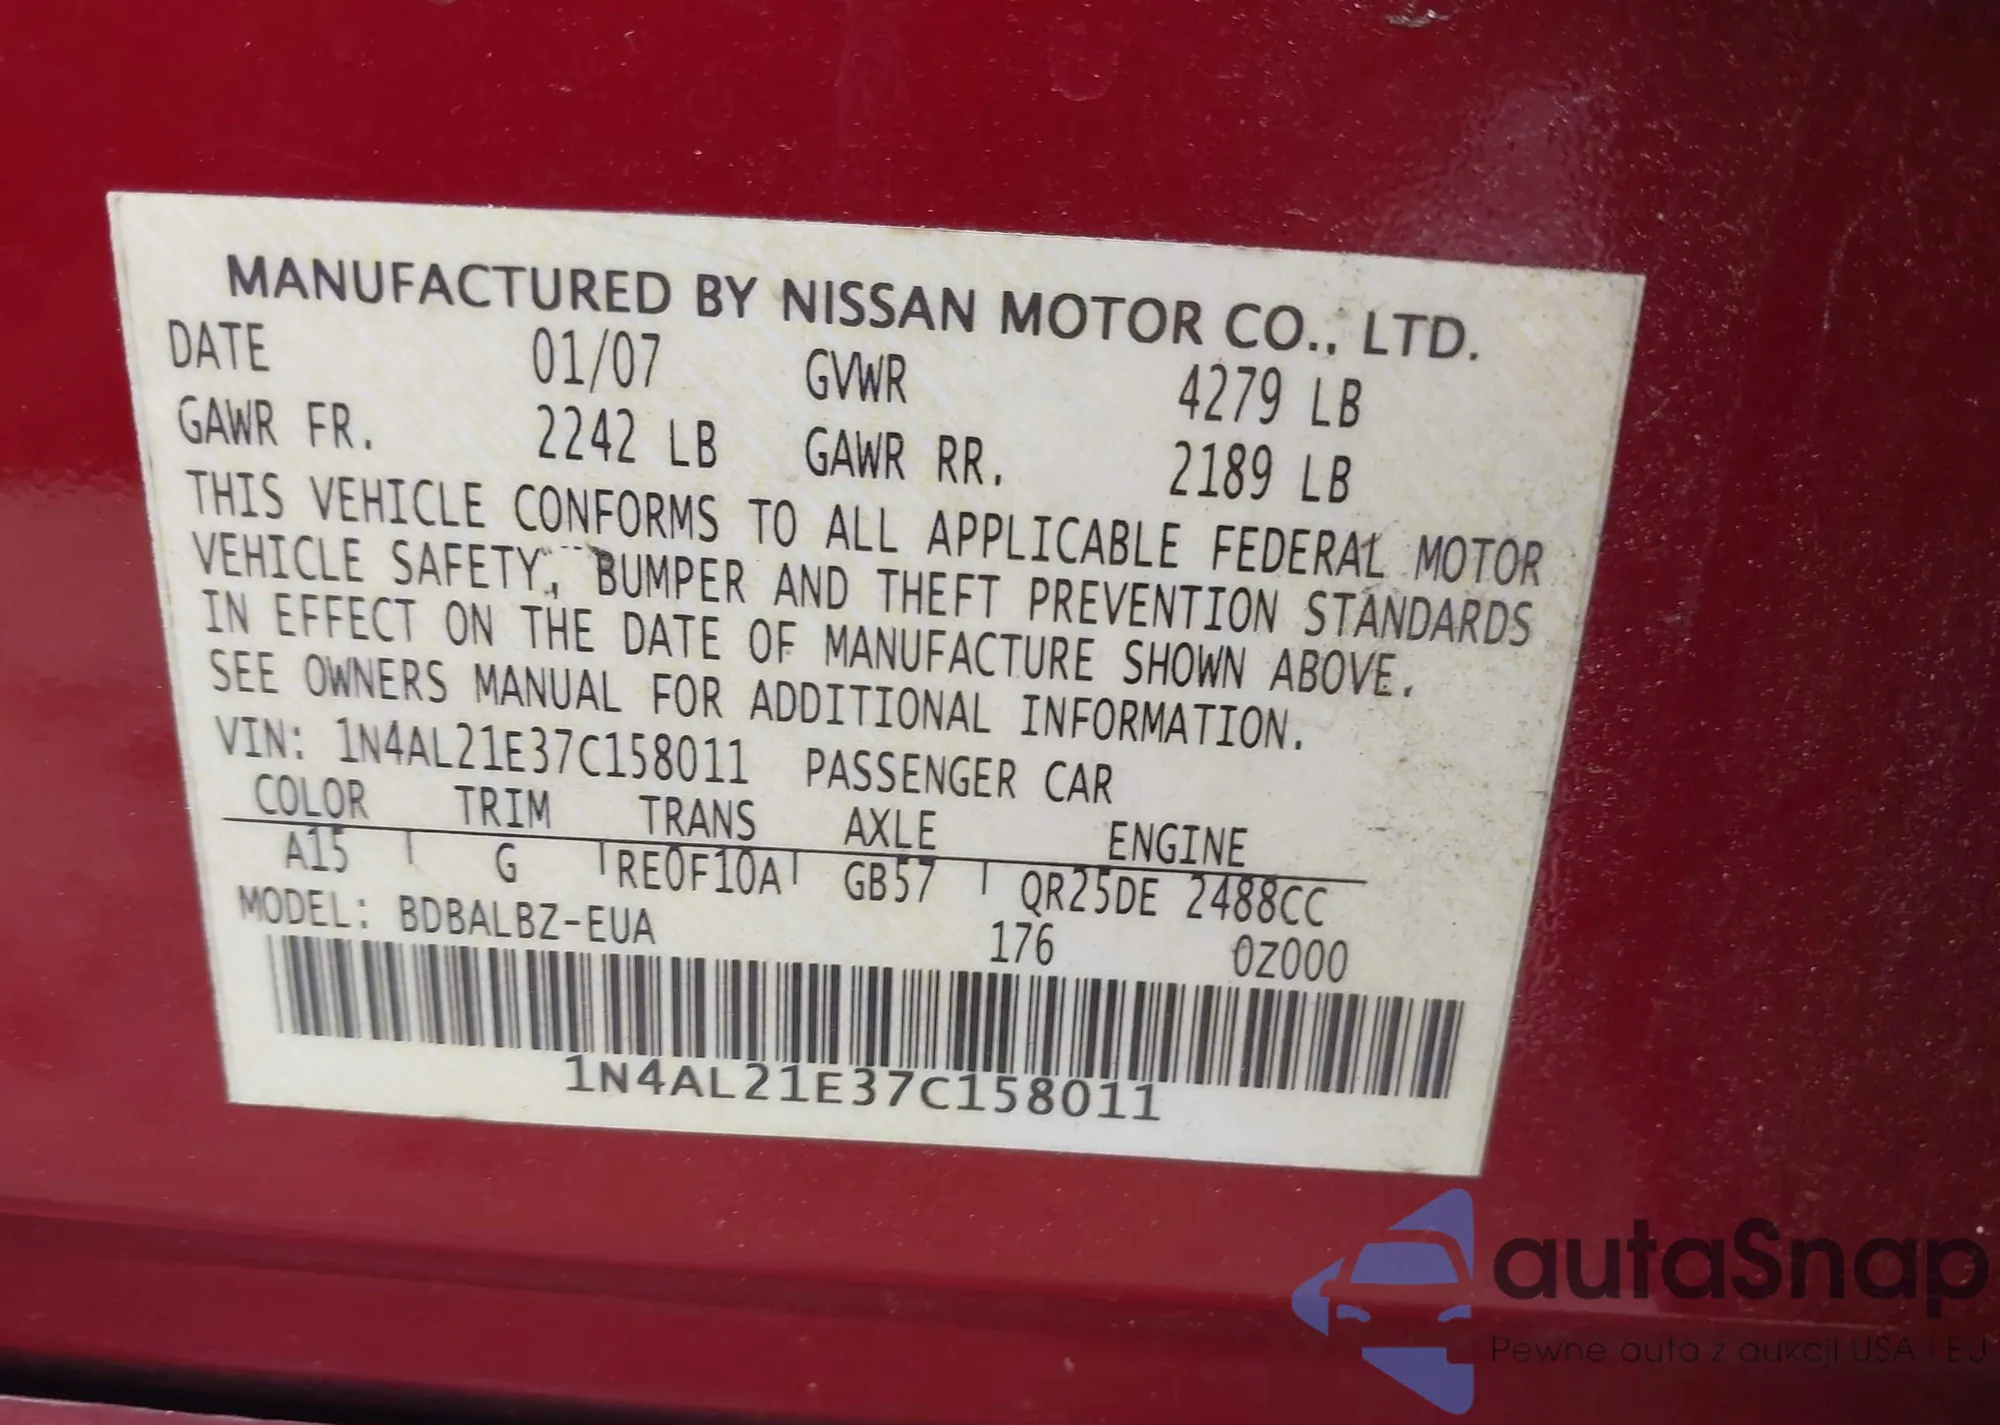 MANUFACTURED BY NISSAN MOTOR CO., LTD.
DATE 01/07 GVWR 4279 LB
GAWR FR. 2242 LB GAWR RR. 2189 LB
THIS VEHICLE CONFORMS TO ALL APPLICABLE FEDERAL MOTOR
VEHICLE SAFETY, BUMPER AND THEFT PREVENTION STANDARDS
IN EFFECT ON THE DATE OF MANUFACTURE SHOWN ABOVE.
SEE OWNERS MANUAL FOR ADDITIONAL INFORMATION.
VIN: 1N4AL21E37C158011 PASSENGER CAR
COLOR TRIM TRANS AXLE ENGINE
A15 G RE0F10A GB57 QR25DE 2488CC
MODEL: BDBALBZ-EUA 176 0Z000
1N4AL21E37C158011
autaSnap
Pewne auta z aukcji USA i EU